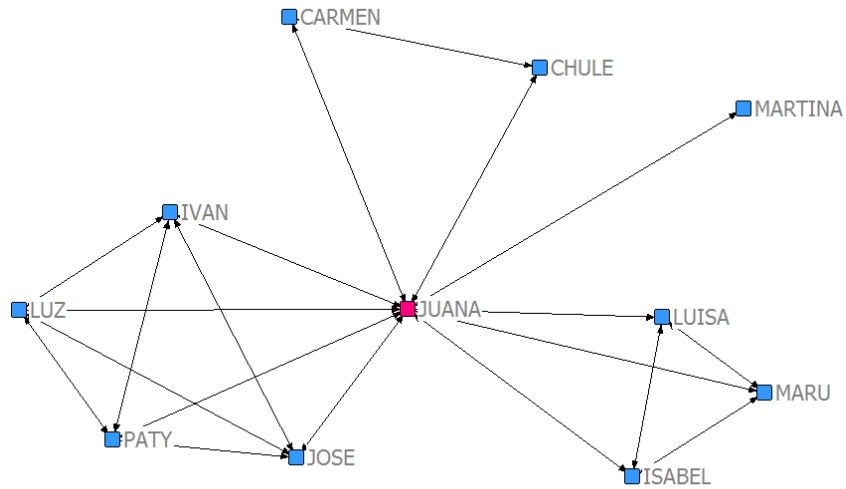 CARMEN
CHULE
MARTINA
IVAN
LUZ
JUANA
LUISA
MARU
PATY
JOSE
ISABEL